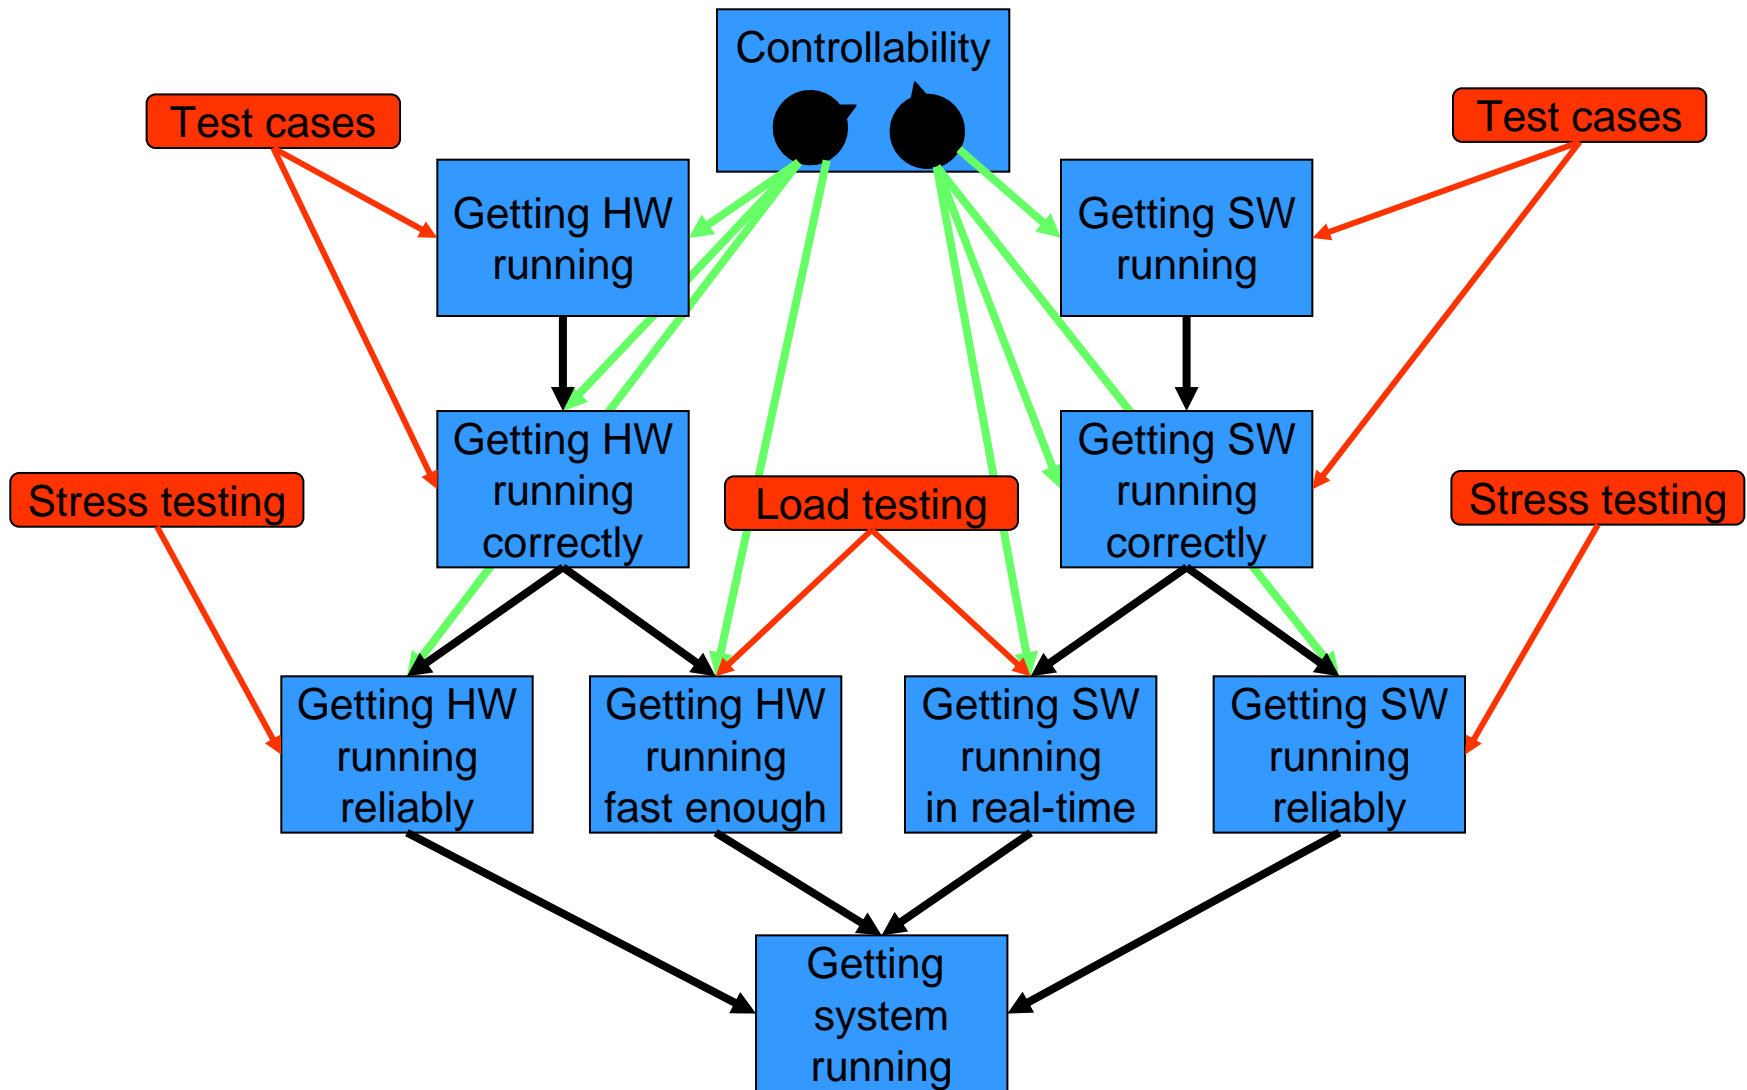 Controllability
Test cases
Test cases
Getting HW
running
Getting SW
running
Getting HW
running
correctly
Getting SW
running
correctly
Stress testing
Load testing
Stress testing
Getting HW
running
reliably
Getting HW
running
fast enough
Getting SW
running
in real-time
Getting SW
running
reliably
Getting
system
running